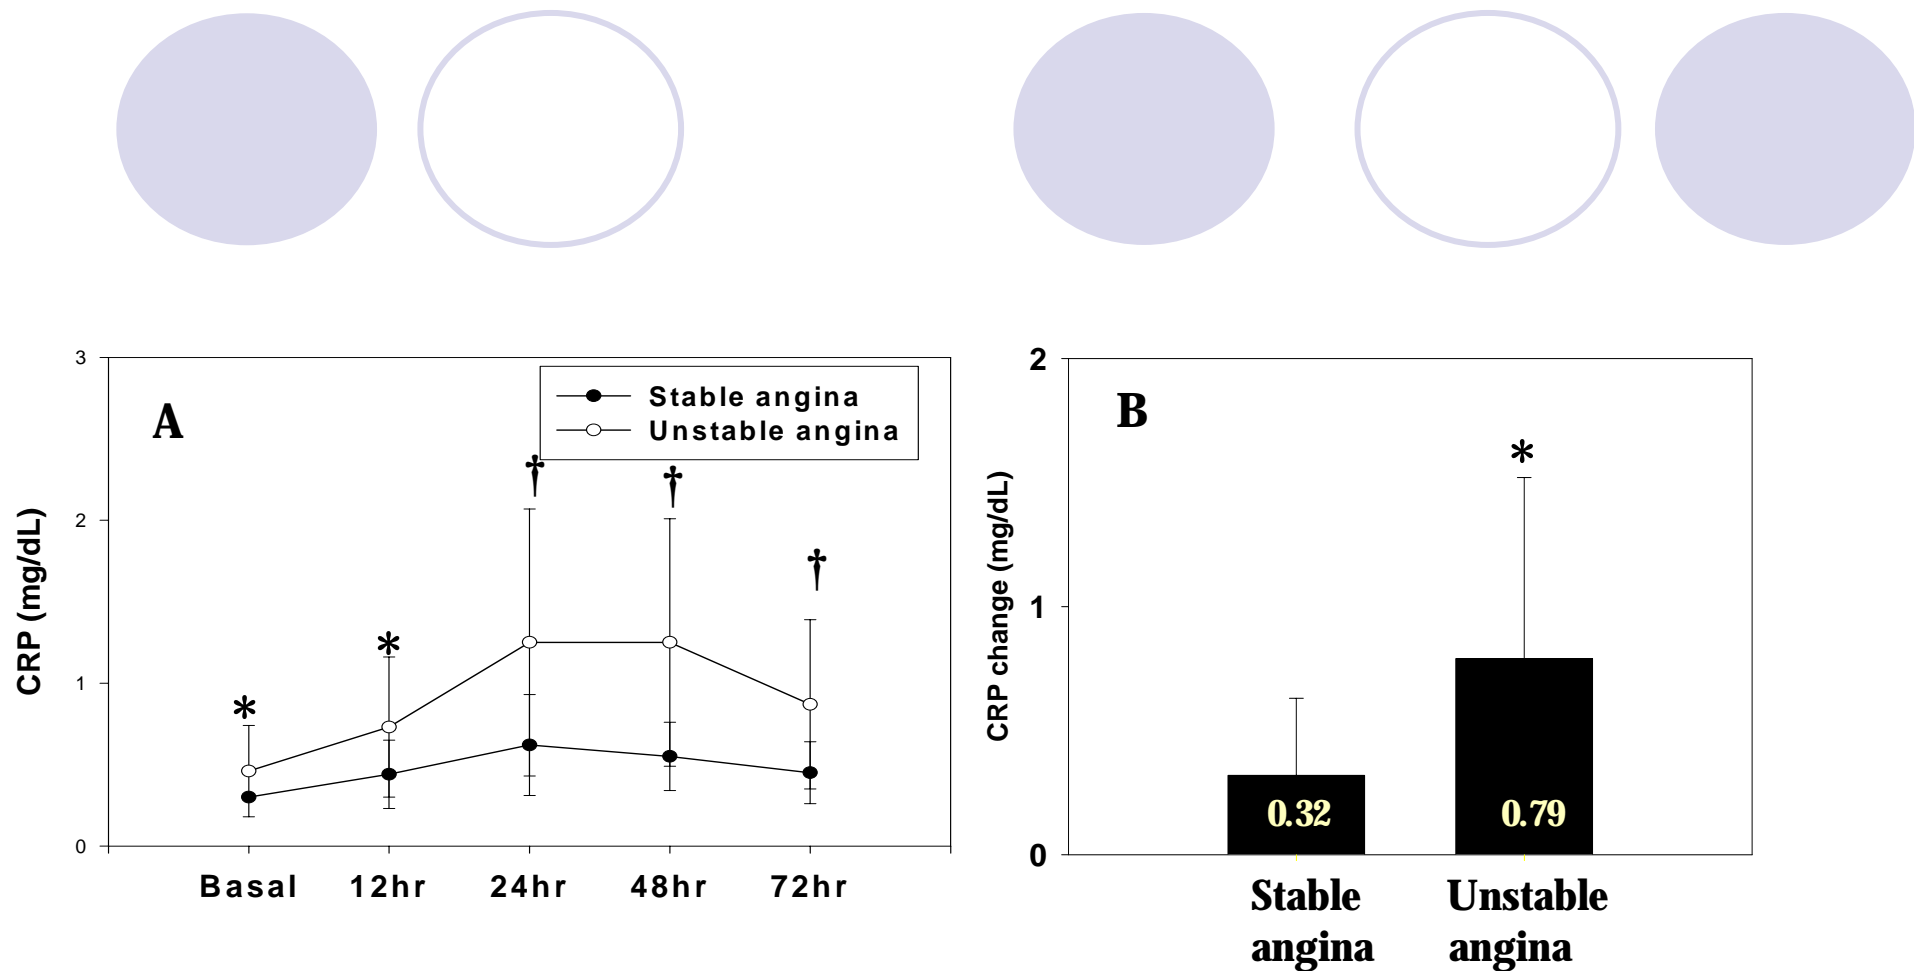 A
3
2
1
0
CRP (mg/dL)
Stable angina
Unstable angina
†
†
†
*
*
Basal 12hr 24hr 48hr 72hr
B
2
1
0
CRP change (mg/dL)
*
0.32
0.79
Stable
angina
Unstable
angina